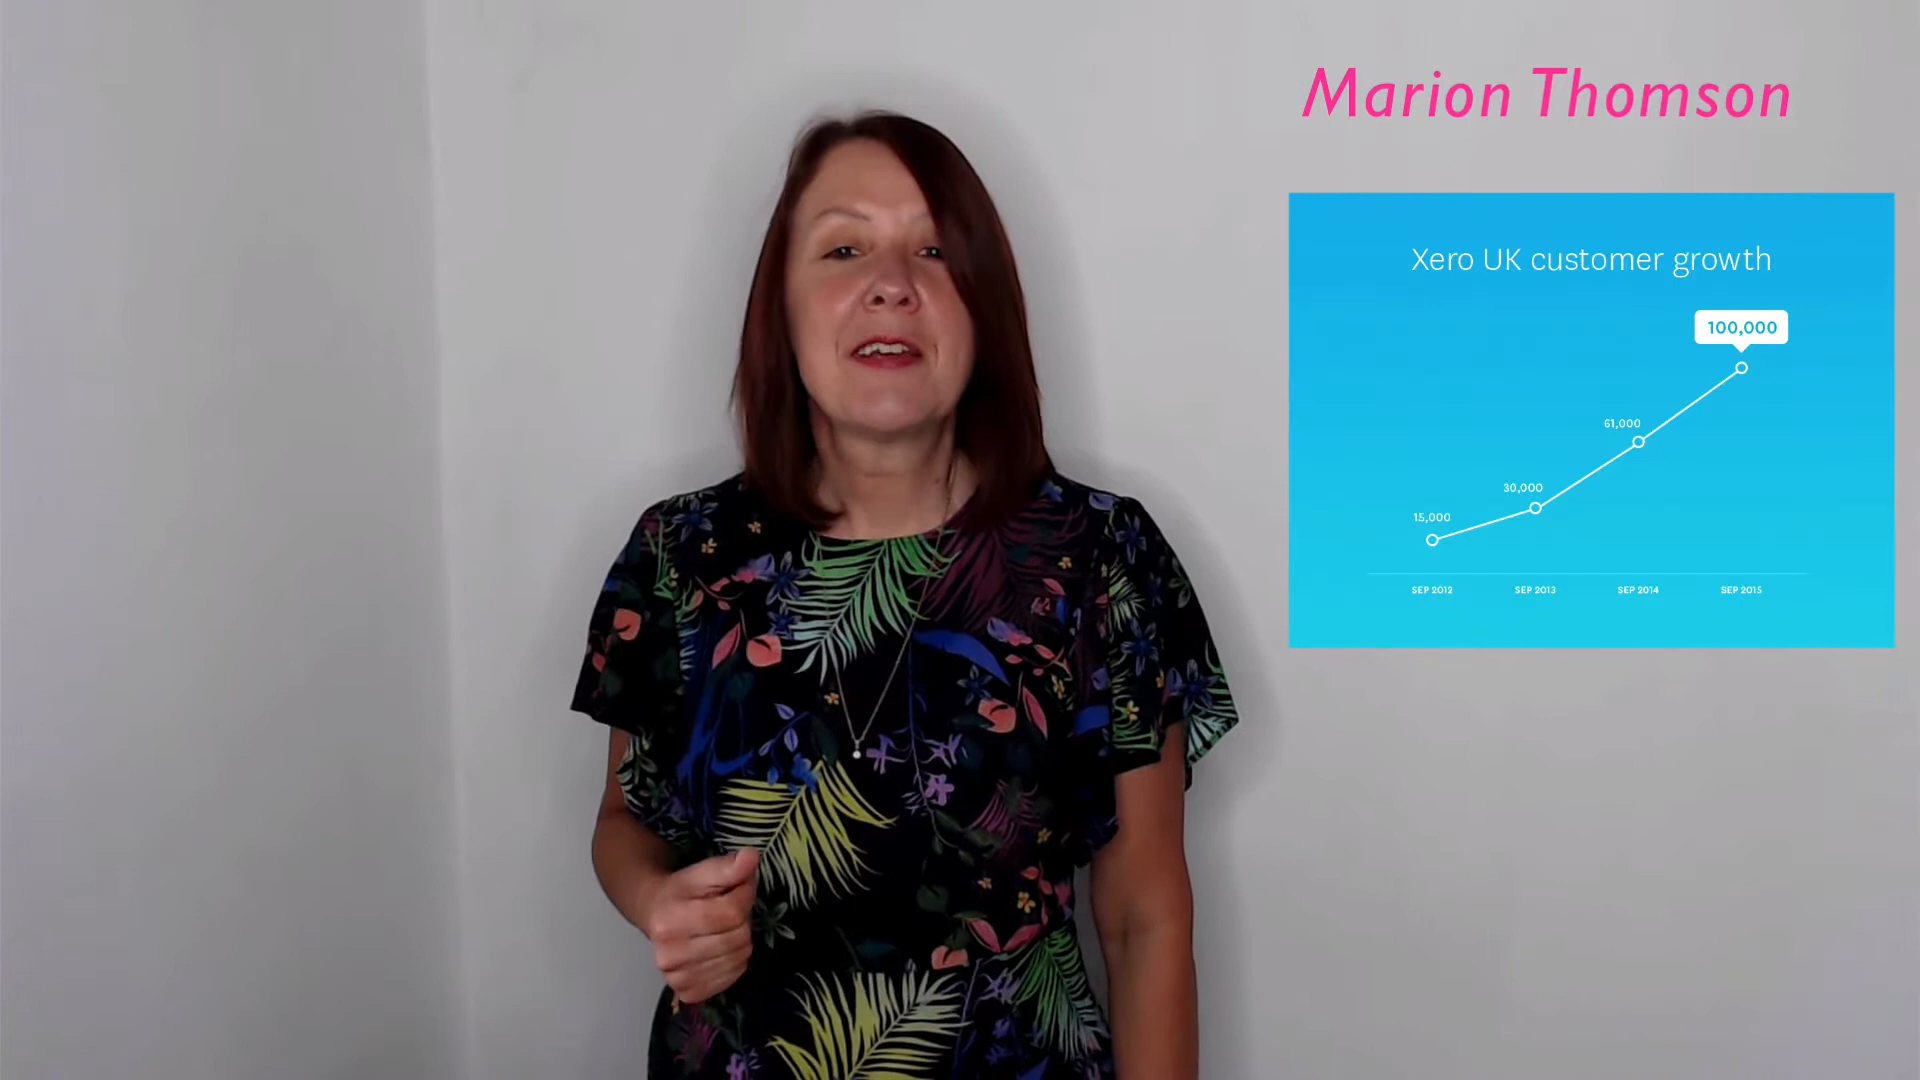 Marion Thomson
Xero UK customer growth
100,000
61,000
30,000
15,000
SEP 2012 SEP 2013 SEP 2014 SEP 2015